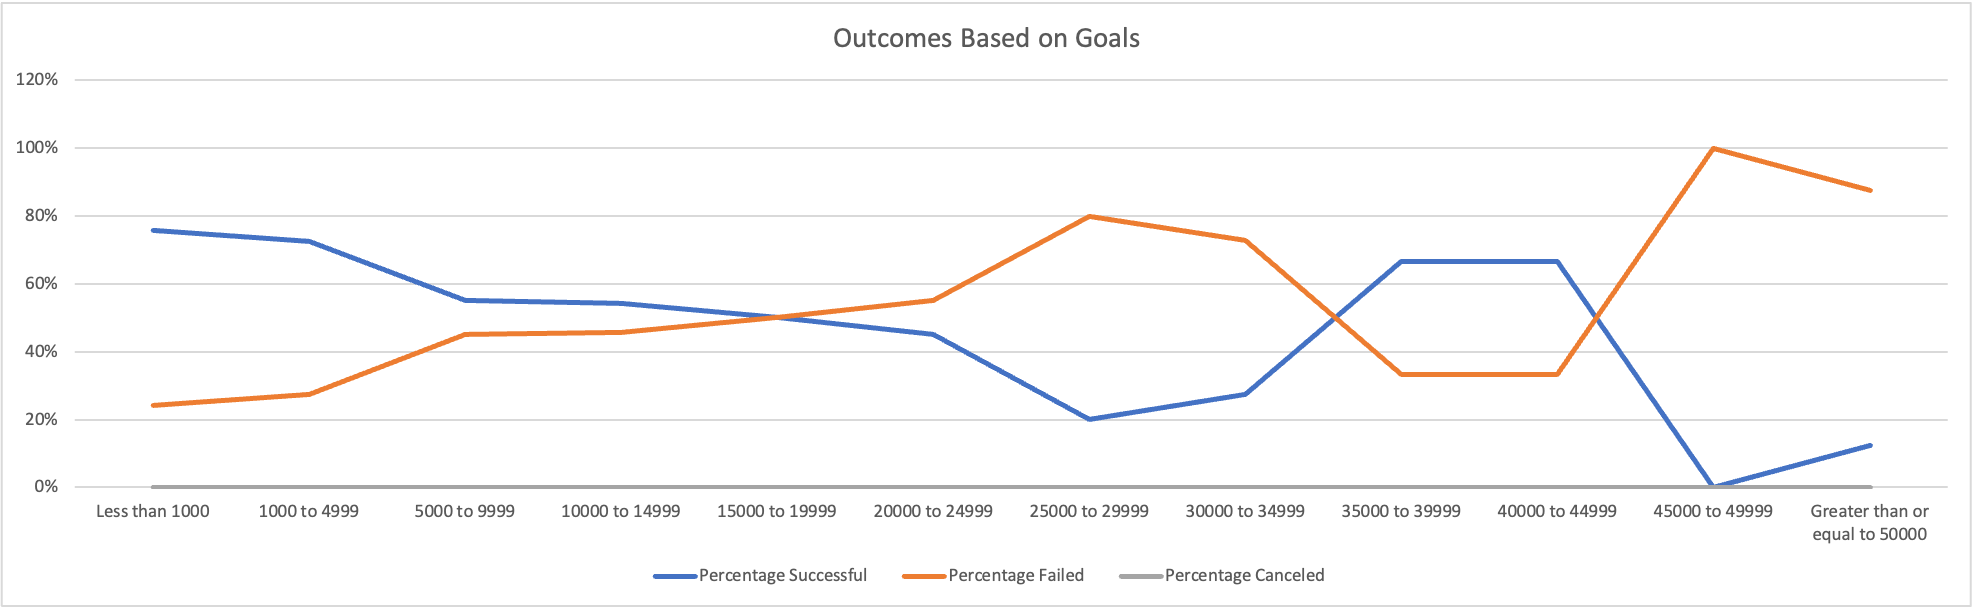 Outcomes Based on Goals
120%
100%
80%
60%
40%
20%
0%
Less than 1000
1000 to 4999
5000 to 9999
10000 to 14999
15000 to 19999
20000 to 24999
25000 to 29999
30000 to 34999
35000 to 39999
40000 to 44999
45000 to 49999
Greater than or
equal to 50000
Percentage Successful
Percentage Failed
Percentage Canceled